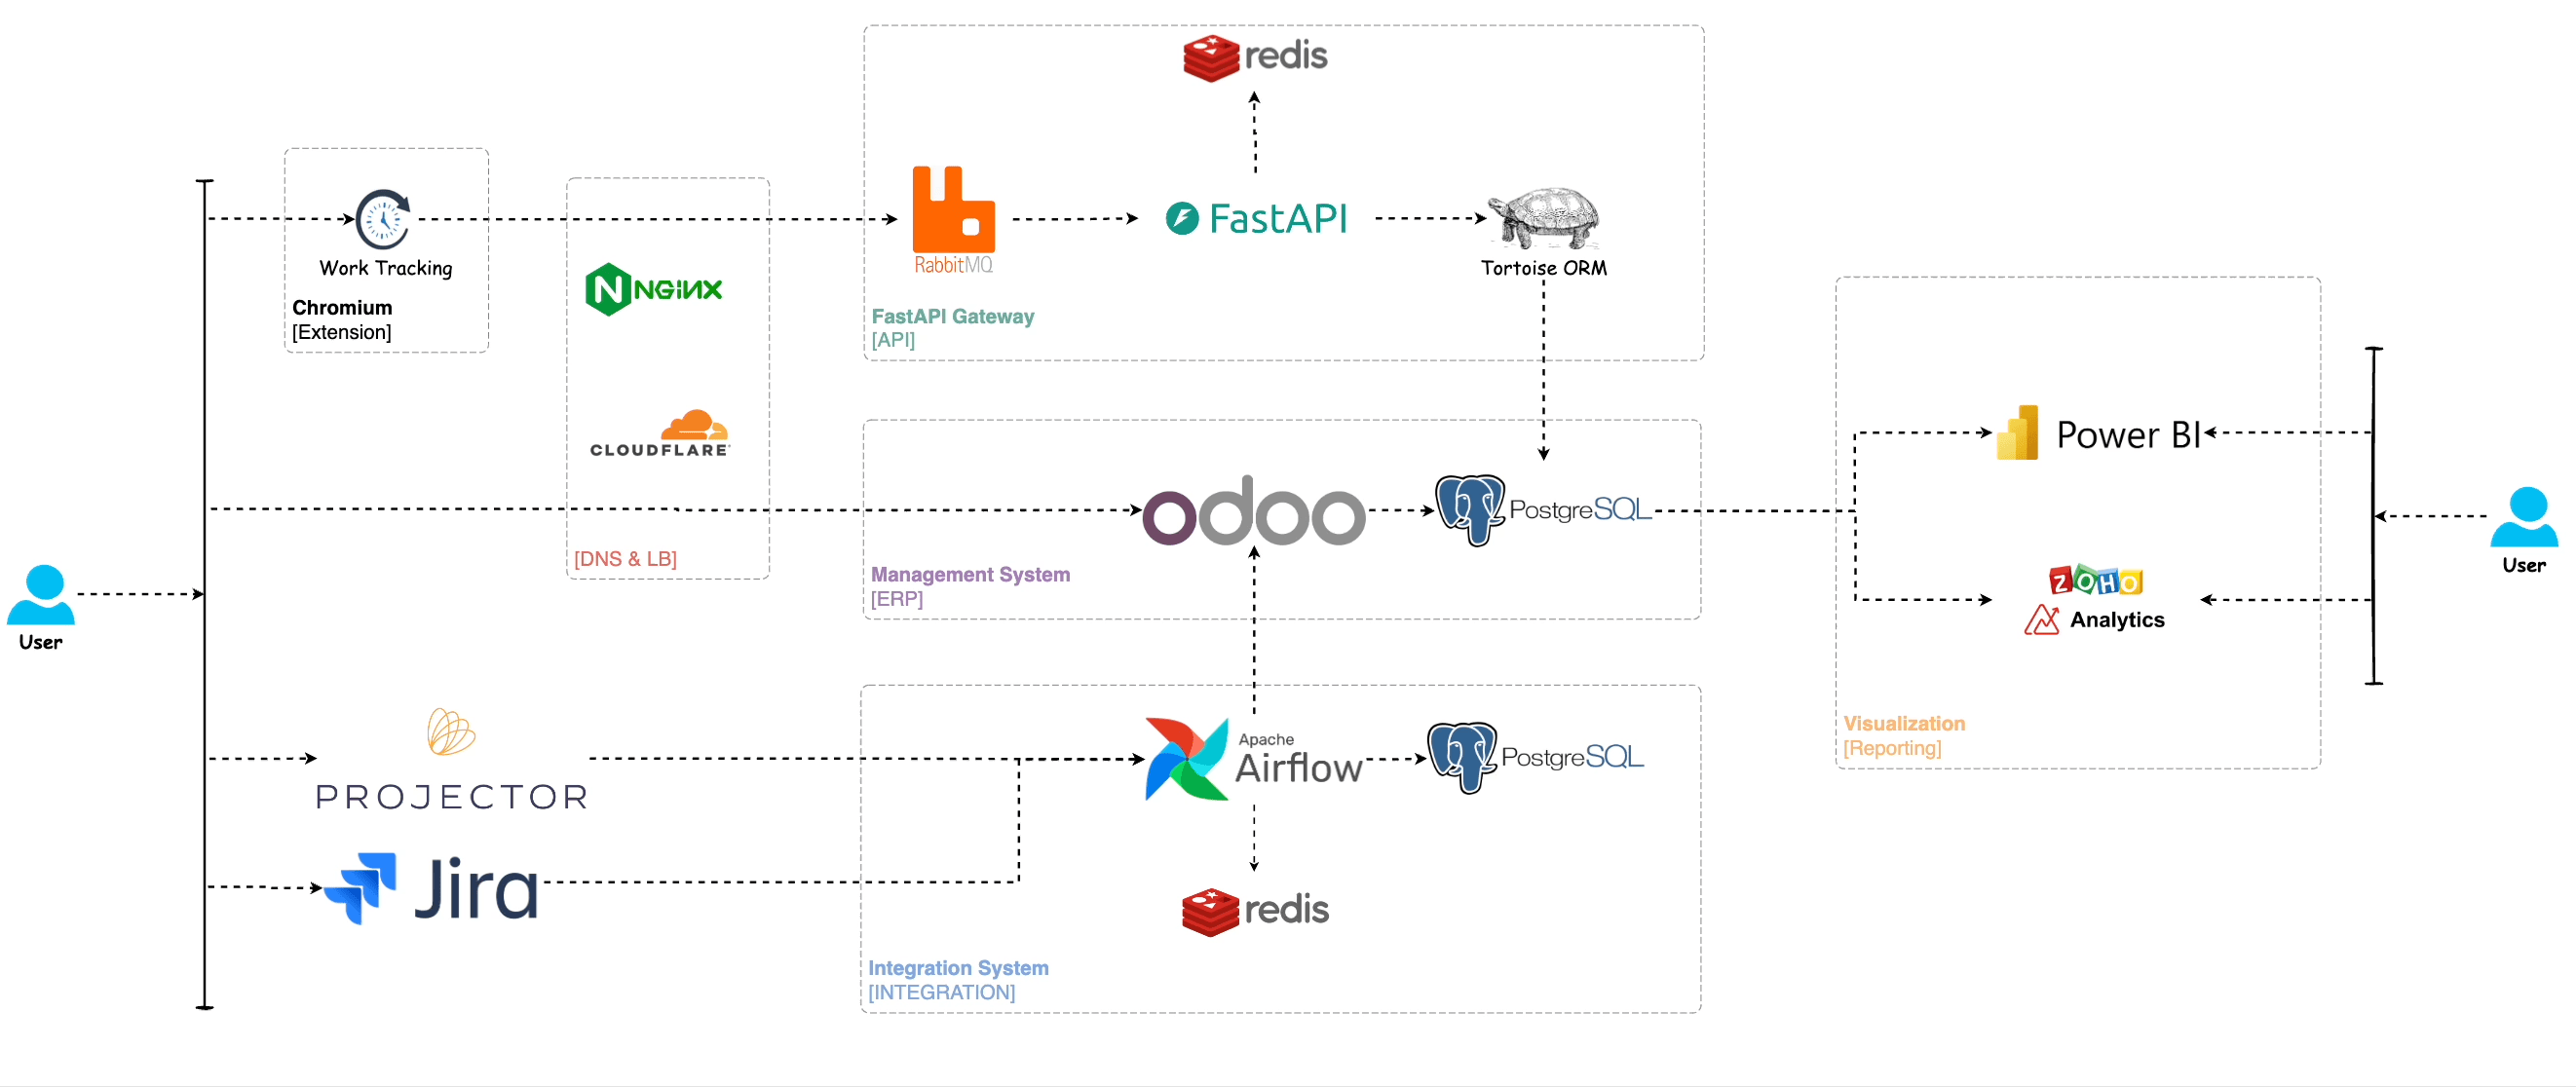 redis
Work Tracking
Chromium
[Extension]
NGINX
CLOUDFLARE
[DNS & LB]
RabbitMQ
FastAPI
Tortoise ORM
FastAPI Gateway
[API]
odoo
PostgreSQL
Management System
[ERP]
User
PROJECTOR
Jira
Apache
Airflow
PostgreSQL
redis
Integration System
[INTEGRATION]
Power BI
ZOHO
Analytics
Visualization
[Reporting]
User